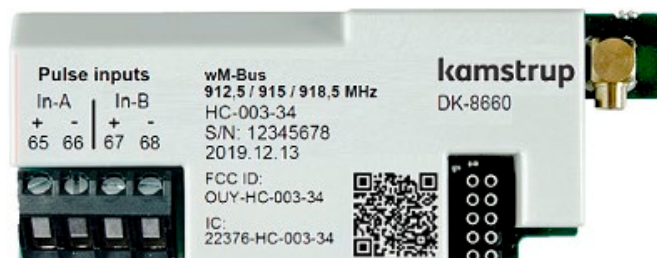 Pulse inputs
In-A In-B
+ - + -
65 66 67 68
wM-Bus
912,5 / 915 / 918,5 MHz
HC-003-34
S/N: 12345678
2019.12.13
FCC ID:
OUY-HC-003-34
IC:
22376-HC-003-34
kamstrup
DK-8660